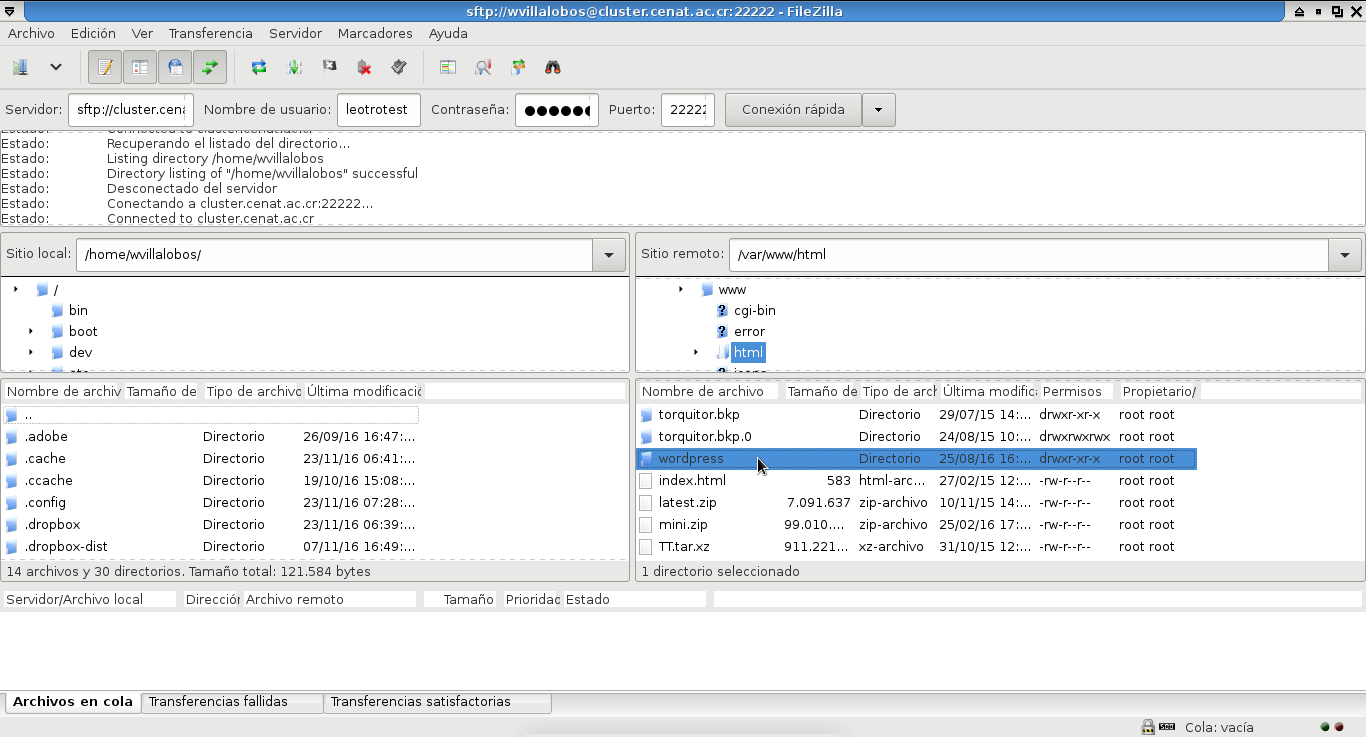 sftp://wvillalobos@cluster.cenat.ac.cr:22222 - FileZilla
Archivo Edición Ver Transferencia Servidor Marcadores Ayuda
Servidor: sftp://cluster.cena Nombre de usuario: leotrotest Contraseña: ●●●●●● Puerto: 22222 Conexión rápida
Estado: Connected to cluster.cenat.ac.cr
Estado: Recuperando el listado del directorio...
Estado: Listing directory /home/wvillalobos
Estado: Directory listing of "/home/wvillalobos" successful
Estado: Desconectado del servidor
Estado: Conectando a cluster.cenat.ac.cr:22222...
Estado: Connected to cluster.cenat.ac.cr
Sitio local: /home/wvillalobos/
/
bin
boot
dev
Nombre de archiv Tamaño de Tipo de archivo Última modificació
..
.adobe Directorio 26/09/16 16:47:...
.cache Directorio 23/11/16 06:41:...
.ccache Directorio 19/10/16 15:08:...
.config Directorio 23/11/16 07:28:...
.dropbox Directorio 23/11/16 06:39:...
.dropbox-dist Directorio 07/11/16 16:49:...
14 archivos y 30 directorios. Tamaño total: 121.584 bytes
Sitio remoto: /var/www/html
www
cgi-bin
error
html
Nombre de archivo Tamaño de Tipo de arch Última modific Permisos Propietario/
torquitor.bkp Directorio 29/07/15 14:... drwxr-xr-x root root
torquitor.bkp.0 Directorio 24/08/15 10:... drwxrwxrwx root root
wordpress Directorio 25/08/16 16:... drwxr-xr-x root root
index.html 583 html-arc... 27/02/15 12:... -rw-r--r-- root root
latest.zip 7.091.637 zip-archivo 10/11/15 14:... -rw-r--r-- root root
mini.zip 99.010.... zip-archivo 25/02/16 17:... -rw-r--r-- root root
TT.tar.xz 911.221... xz-archivo 31/10/15 12:... -rw-r--r-- root root
1 directorio seleccionado
Servidor/Archivo local Direcciór Archivo remoto Tamaño Prioridac Estado
Archivos en cola Transferencias fallidas Transferencias satisfactorias
Cola: vacía